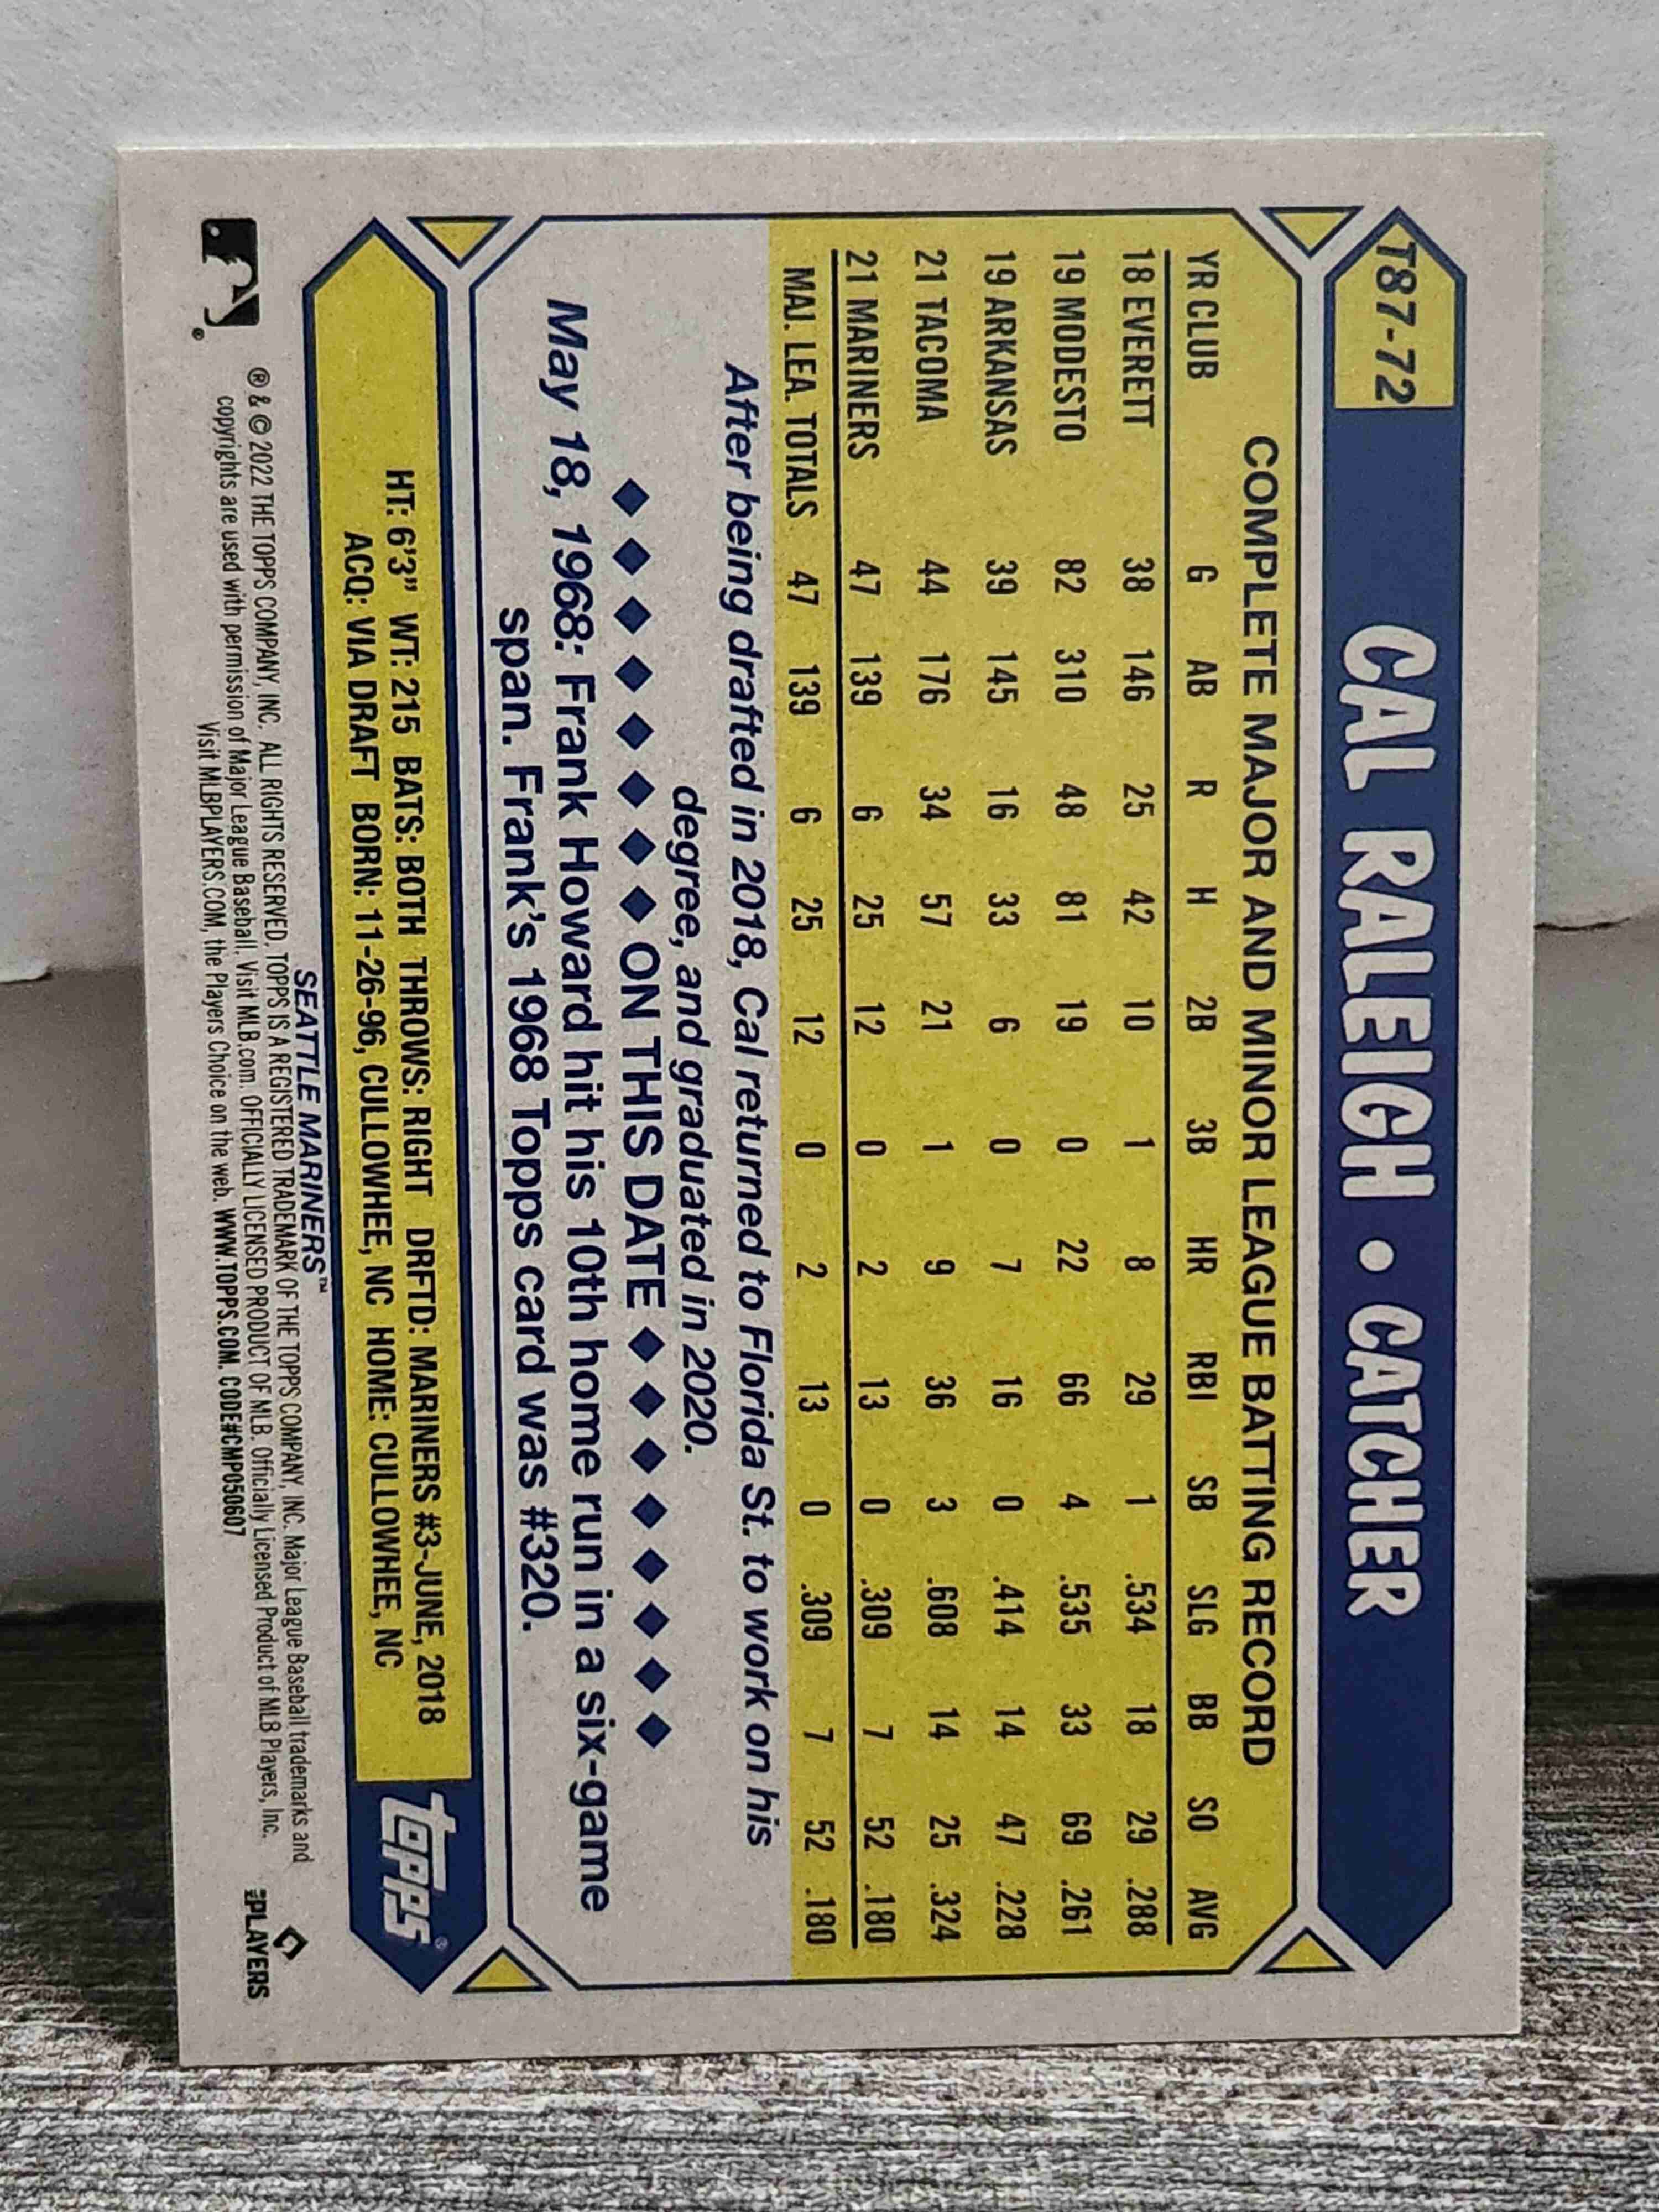 T87-72
CAL RALEIGH • CATCHER
COMPLETE MAJOR AND MINOR LEAGUE BATTING RECORD
YR CLUB G AB R H 2B 3B HR RBI SB SLG BB SO AVG
18 EVERETT 38 146 25 42 10 1 8 29 1 .534 18 29 .288
19 MODESTO 82 310 48 81 19 0 22 66 4 .535 33 69 .261
19 ARKANSAS 39 145 16 33 6 0 7 16 0 .414 14 47 .228
21 TACOMA 44 176 34 57 21 1 9 36 3 .608 14 25 .324
21 MARINERS 47 139 6 25 12 0 2 13 0 .309 7 52 .180
MAJ. LEA. TOTALS 47 139 6 25 12 0 2 13 0 .309 7 52 .180
After being drafted in 2018, Cal returned to Florida St. to work on his
degree, and graduated in 2020.
◆ ◆ ◆ ◆ ◆ ◆ ◆ ◆ ON THIS DATE ◆ ◆ ◆ ◆ ◆ ◆ ◆ ◆
May 18, 1968: Frank Howard hit his 10th home run in a six-game
span. Frank's 1968 Topps card was #320.
HT: 6'3" WT: 215 BATS: BOTH THROWS: RIGHT DRFTD: MARINERS #3-JUNE, 2018
ACQ: VIA DRAFT BORN: 11-26-96, CULLOWHEE, NC HOME: CULLOWHEE, NC
topps®
SEATTLE MARINERS™
® & © 2022 THE TOPPS COMPANY, INC. ALL RIGHTS RESERVED. TOPPS IS A REGISTERED TRADEMARK OF THE TOPPS COMPANY, INC. Major League Baseball trademarks and
copyrights are used with permission of Major League Baseball. Visit MLB.com. OFFICIALLY LICENSED PRODUCT OF MLB. Officially Licensed Product of MLB Players, Inc.
Visit MLBPLAYERS.COM, the Players Choice on the web. WWW.TOPPS.COM. CODE#CMP050607
PLAYERS